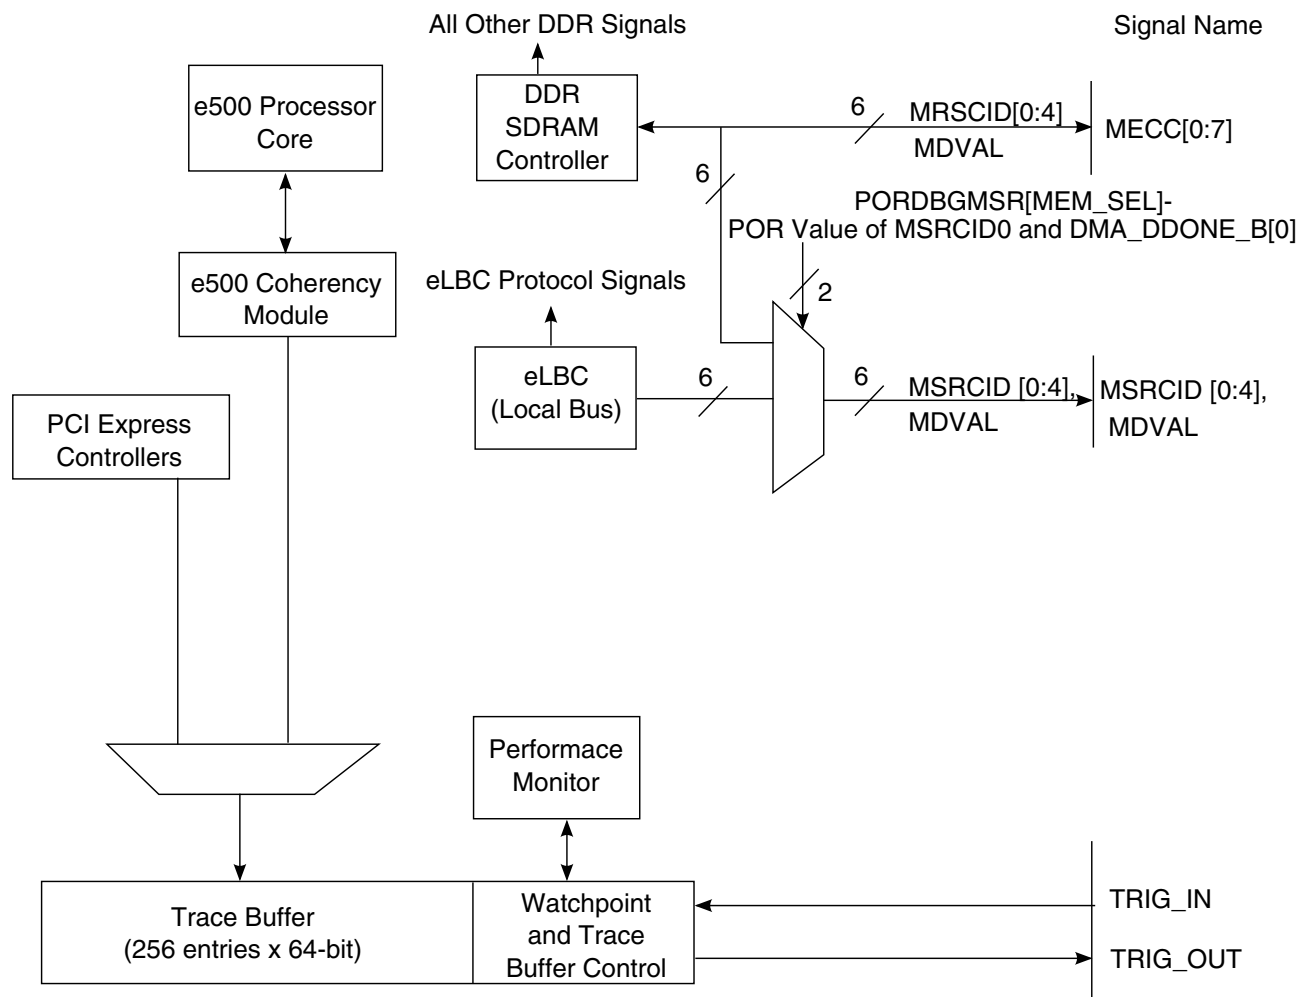 All Other DDR Signals
Signal Name
e500 Processor
Core
DDR
SDRAM
Controller
6
MRSCID[0:4]
MDVAL
MECC[0:7]
6
PORDBGMSR[MEM_SEL]-
POR Value of MSRCID0 and DMA_DDONE_B[0]
2
e500 Coherency
Module
eLBC Protocol Signals
eLBC
(Local Bus)
6
6
MSRCID [0:4],
MDVAL
MSRCID [0:4],
MDVAL
PCI Express
Controllers
Performace
Monitor
Trace Buffer
(256 entries x 64-bit)
Watchpoint
and Trace
Buffer Control
TRIG_IN
TRIG_OUT